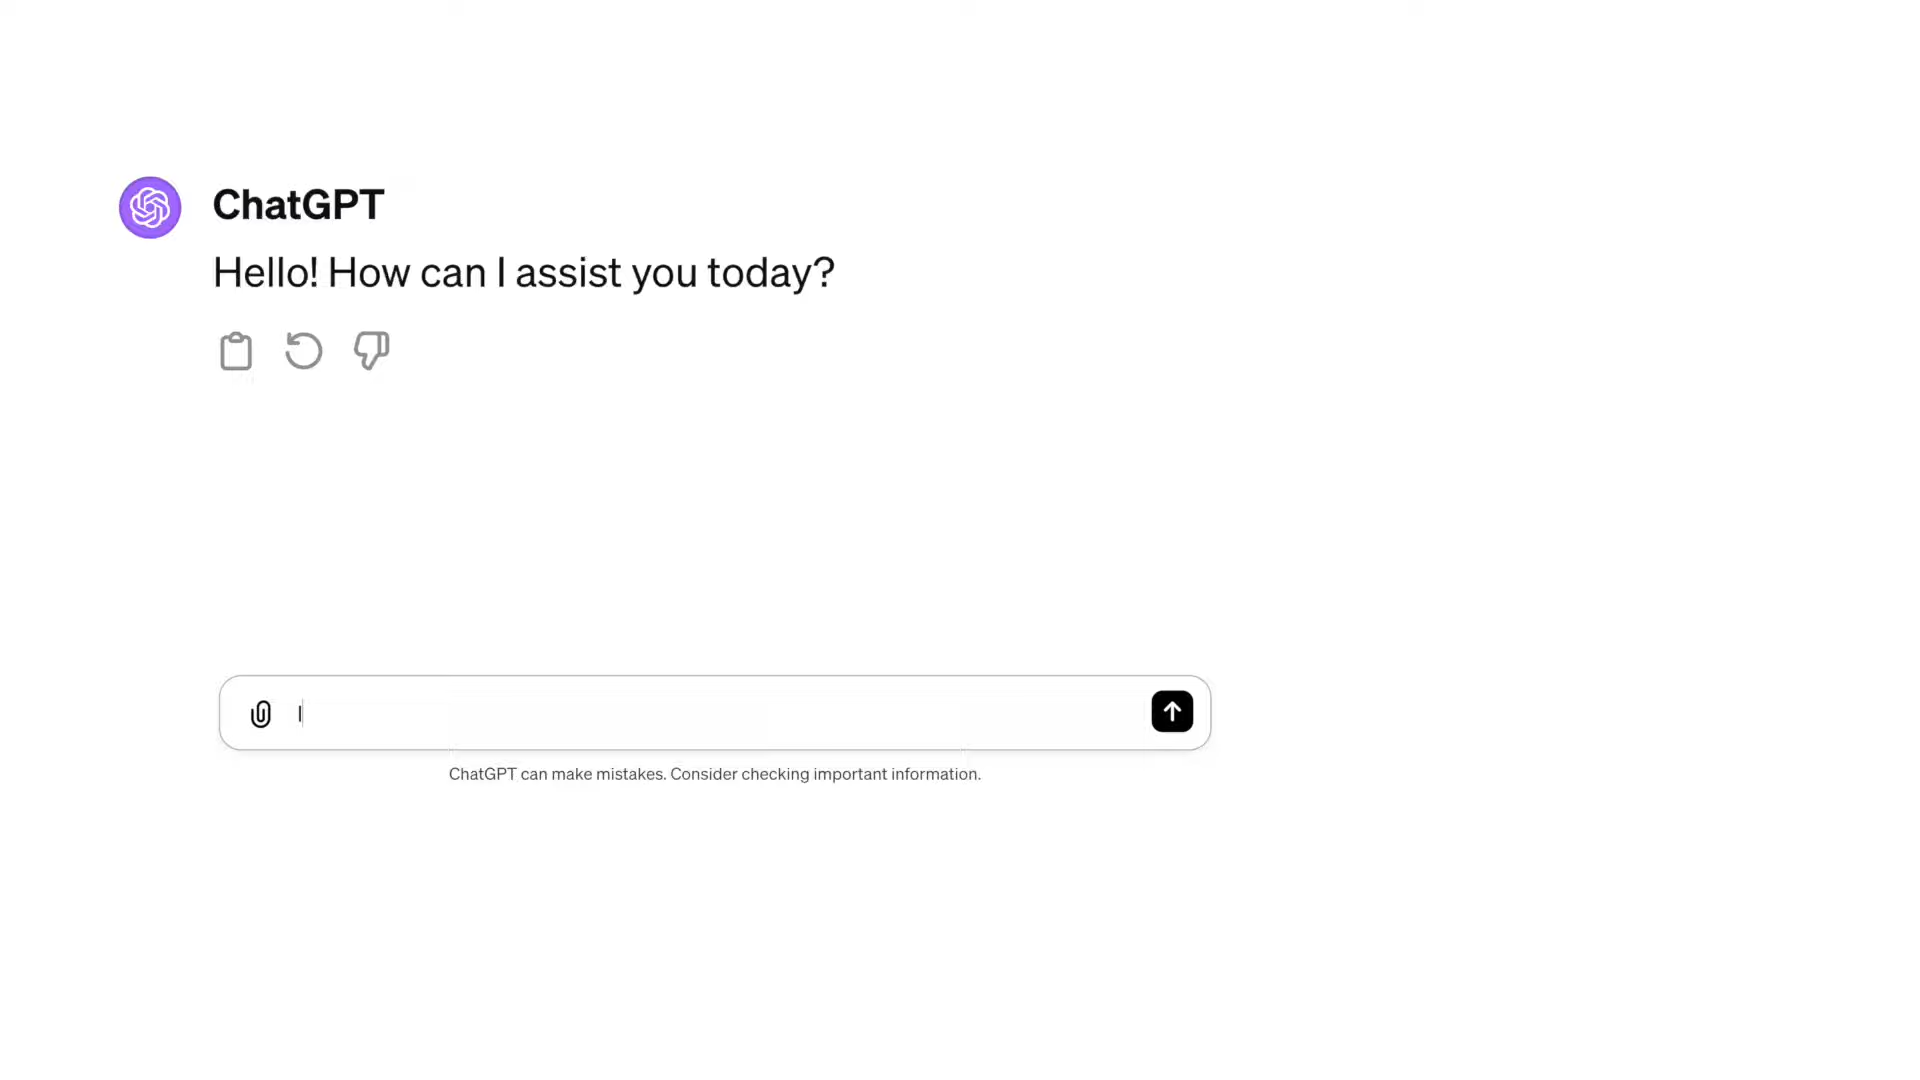 ChatGPT
Hello! How can I assist you today?
I
ChatGPT can make mistakes. Consider checking important information.